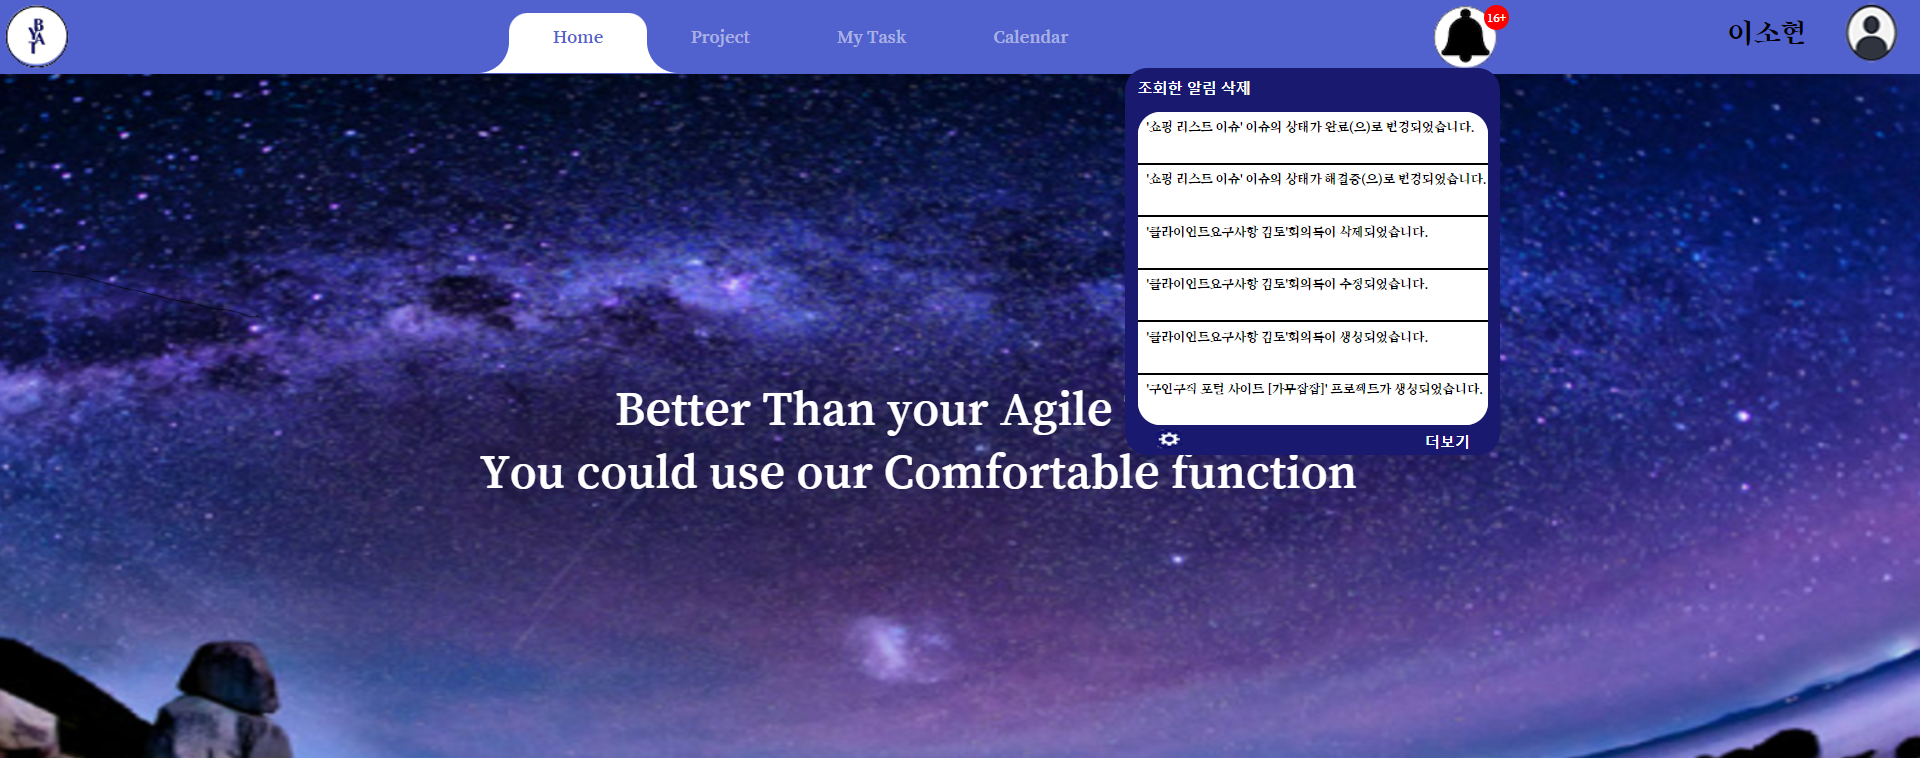 BYAT
Home
Project
My Task
Calendar
16+
이소현
조회한 알림 삭제
'쇼핑 리스트 이슈' 이슈의 상태가 완료(으)로 변경되었습니다.
'쇼핑 리스트 이슈' 이슈의 상태가 해결중(으)로 변경되었습니다.
'클라이언트요구사항 검토'회의록이 삭제되었습니다.
'클라이언트요구사항 검토'회의록이 수정되었습니다.
'클라이언트요구사항 검토'회의록이 생성되었습니다.
'구인구직 포털 사이트 [가무잡잡]' 프로젝트가 생성되었습니다.
더보기
Better Than your Agile
You could use our Comfortable function